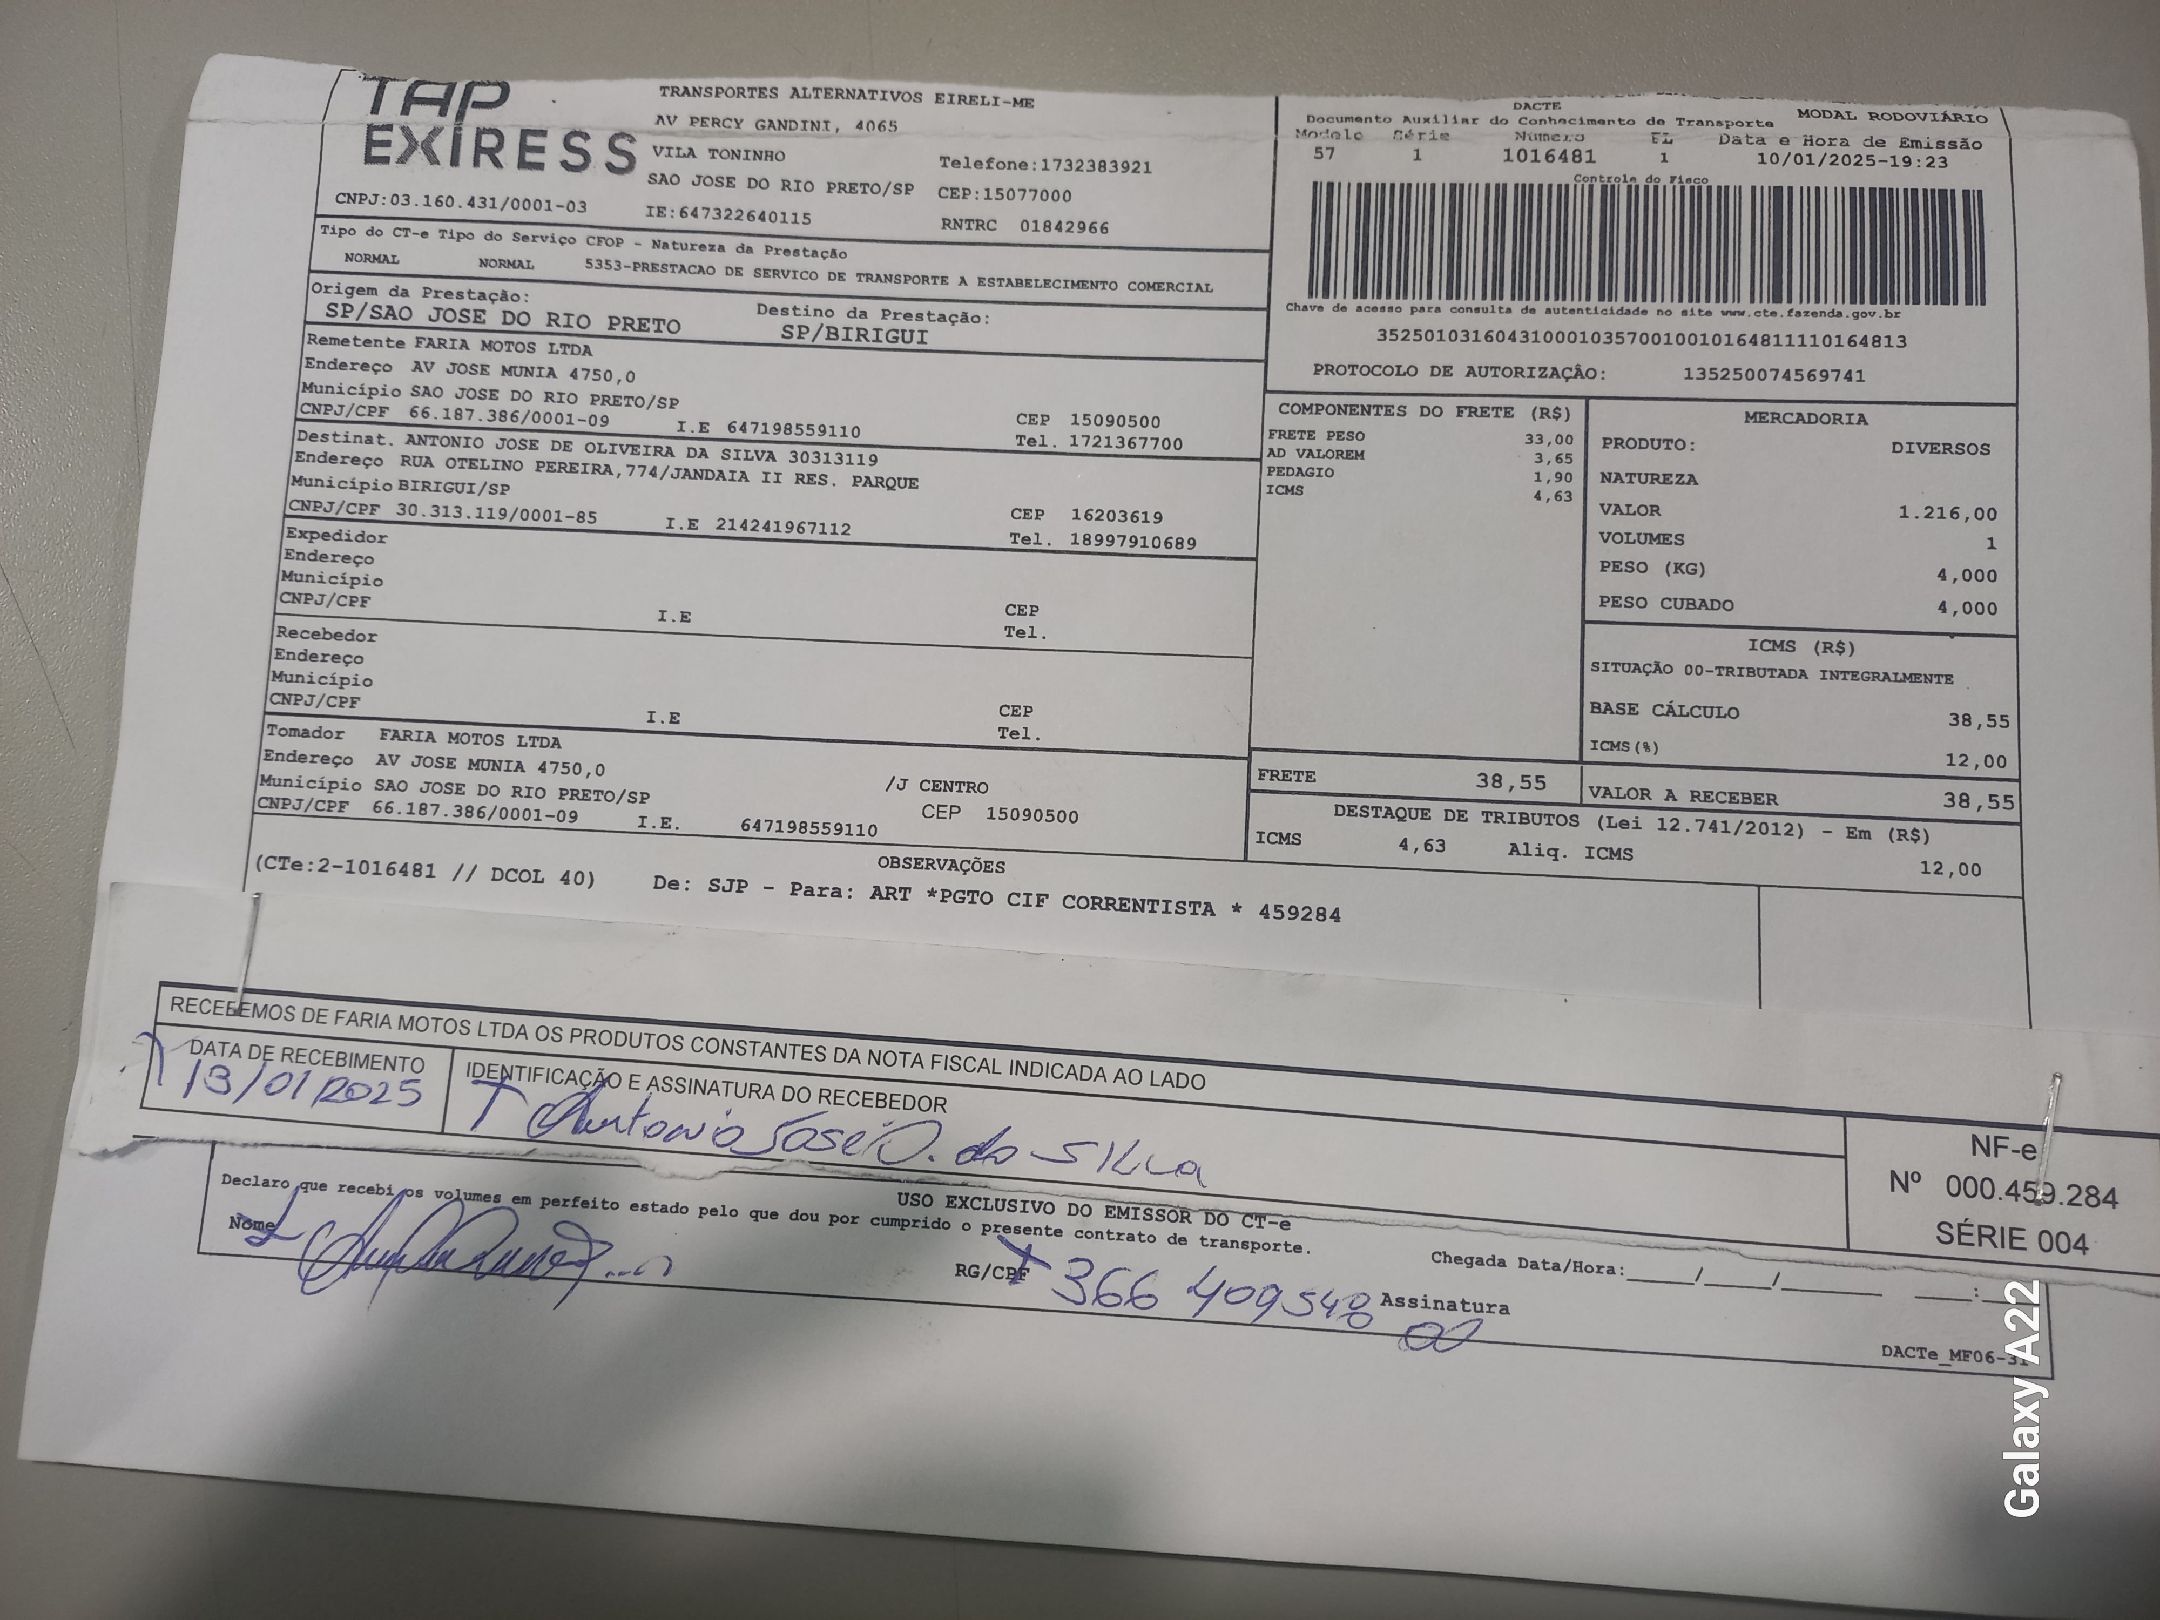 TAP
EXPRESS
TRANSPORTES ALTERNATIVOS EIRELI-ME
AV PERCY GANDINI, 4065
VILA TONINHO
Telefone:1732383921
SAO JOSE DO RIO PRETO/SP CEP:15077000
CNPJ:03.160.431/0001-03 IE:647322640115 RNTRC 01842966
DACTE MODAL RODOVIÁRIO
Documento Auxiliar do Conhecimento de Transporte
Modelo Série Número FL Data e Hora de Emissão
57 1 1016481 1 10/01/2025-19:23
Controle do Fisco
Chave de acesso para consulta de autenticidade no site www.cte.fazenda.gov.br
35250103160431000103570010010164811110164813
PROTOCOLO DE AUTORIZAÇÃO: 135250074569741
Tipo do CT-e Tipo do Serviço CFOP - Natureza da Prestação
NORMAL NORMAL 5353-PRESTACAO DE SERVICO DE TRANSPORTE A ESTABELECIMENTO COMERCIAL
Origem da Prestação: Destino da Prestação:
SP/SAO JOSE DO RIO PRETO SP/BIRIGUI
Remetente FARIA MOTOS LTDA
Endereço AV JOSE MUNIA 4750,0
Município SAO JOSE DO RIO PRETO/SP CEP 15090500
CNPJ/CPF 66.187.386/0001-09 I.E 647198559110 Tel. 1721367700
Destinat. ANTONIO JOSE DE OLIVEIRA DA SILVA 30313119
Endereço RUA OTELINO PEREIRA,774/JANDAIA II RES. PARQUE
Município BIRIGUI/SP CEP 16203619
CNPJ/CPF 30.313.119/0001-85 I.E 214241967112 Tel. 18997910689
Expedidor
Endereço
Município CEP
CNPJ/CPF I.E Tel.
Recebedor
Endereço
Município CEP
CNPJ/CPF I.E Tel.
Tomador FARIA MOTOS LTDA
Endereço AV JOSE MUNIA 4750,0 /J CENTRO
Município SAO JOSE DO RIO PRETO/SP CEP 15090500
CNPJ/CPF 66.187.386/0001-09 I.E. 647198559110
COMPONENTES DO FRETE (R$)
FRETE PESO 33,00
AD VALOREM 3,65
PEDAGIO 1,90
ICMS 4,63
MERCADORIA
PRODUTO: DIVERSOS
NATUREZA
VALOR 1.216,00
VOLUMES 1
PESO (KG) 4,000
PESO CUBADO 4,000
ICMS (R$)
SITUAÇÃO 00-TRIBUTADA INTEGRALMENTE
BASE CÁLCULO 38,55
ICMS(%) 12,00
FRETE 38,55 VALOR A RECEBER 38,55
DESTAQUE DE TRIBUTOS (Lei 12.741/2012) - Em (R$)
ICMS 4,63 Aliq. ICMS 12,00
OBSERVAÇÕES
(CTe:2-1016481 // DCOL 40) De: SJP - Para: ART *PGTO CIF CORRENTISTA * 459284
RECEBEMOS DE FARIA MOTOS LTDA OS PRODUTOS CONSTANTES DA NOTA FISCAL INDICADA AO LADO
DATA DE RECEBIMENTO IDENTIFICAÇÃO E ASSINATURA DO RECEBEDOR
13/01/2025 Antonio José O. da Silva
NF-e
Nº 000.459.284
SÉRIE 004
USO EXCLUSIVO DO EMISSOR DO CT-e
Declaro que recebi os volumes em perfeito estado pelo que dou por cumprido o presente contrato de transporte.
Chegada Data/Hora:____/____/______ ____:____
Nome RG/CPF 366 409548 00 Assinatura
DACTe_MF06-31
Galaxy A22